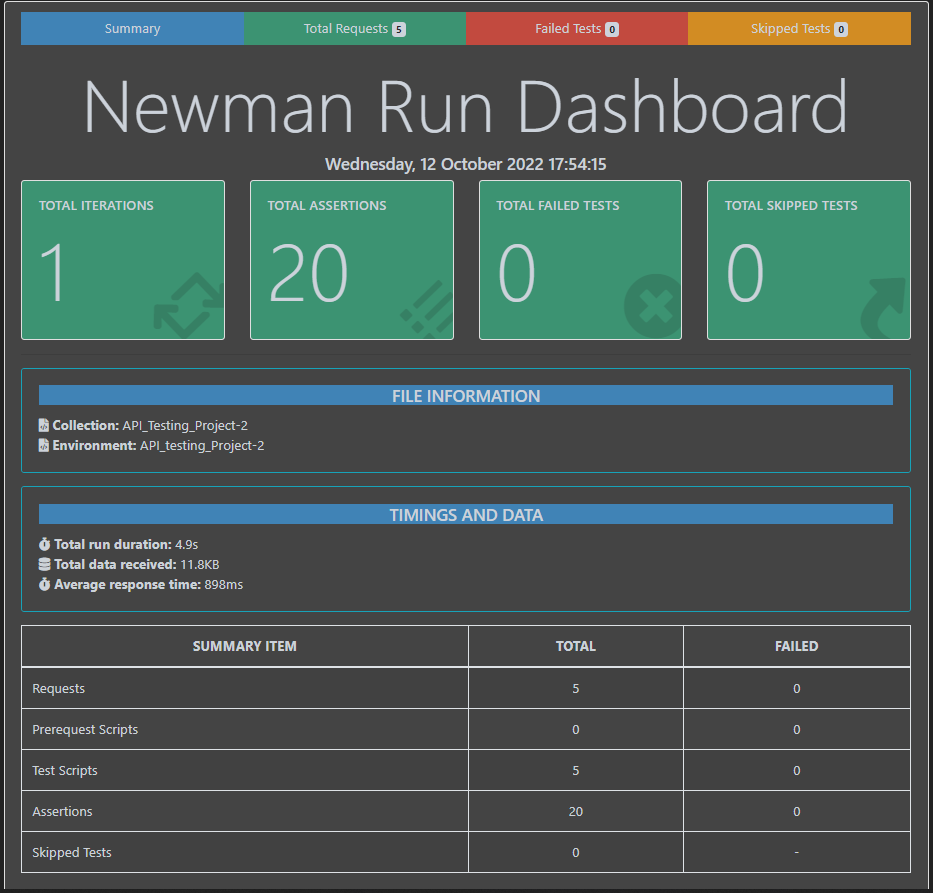 Summary Total Requests 5 Failed Tests 0 Skipped Tests 0
Newman Run Dashboard
Wednesday, 12 October 2022 17:54:15
TOTAL ITERATIONS TOTAL ASSERTIONS TOTAL FAILED TESTS TOTAL SKIPPED TESTS
1 20 0 0
FILE INFORMATION
Collection: API_Testing_Project-2
Environment: API_testing_Project-2
TIMINGS AND DATA
Total run duration: 4.9s
Total data received: 11.8KB
Average response time: 898ms
SUMMARY ITEM TOTAL FAILED
Requests 5 0
Prerequest Scripts 0 0
Test Scripts 5 0
Assertions 20 0
Skipped Tests 0 -